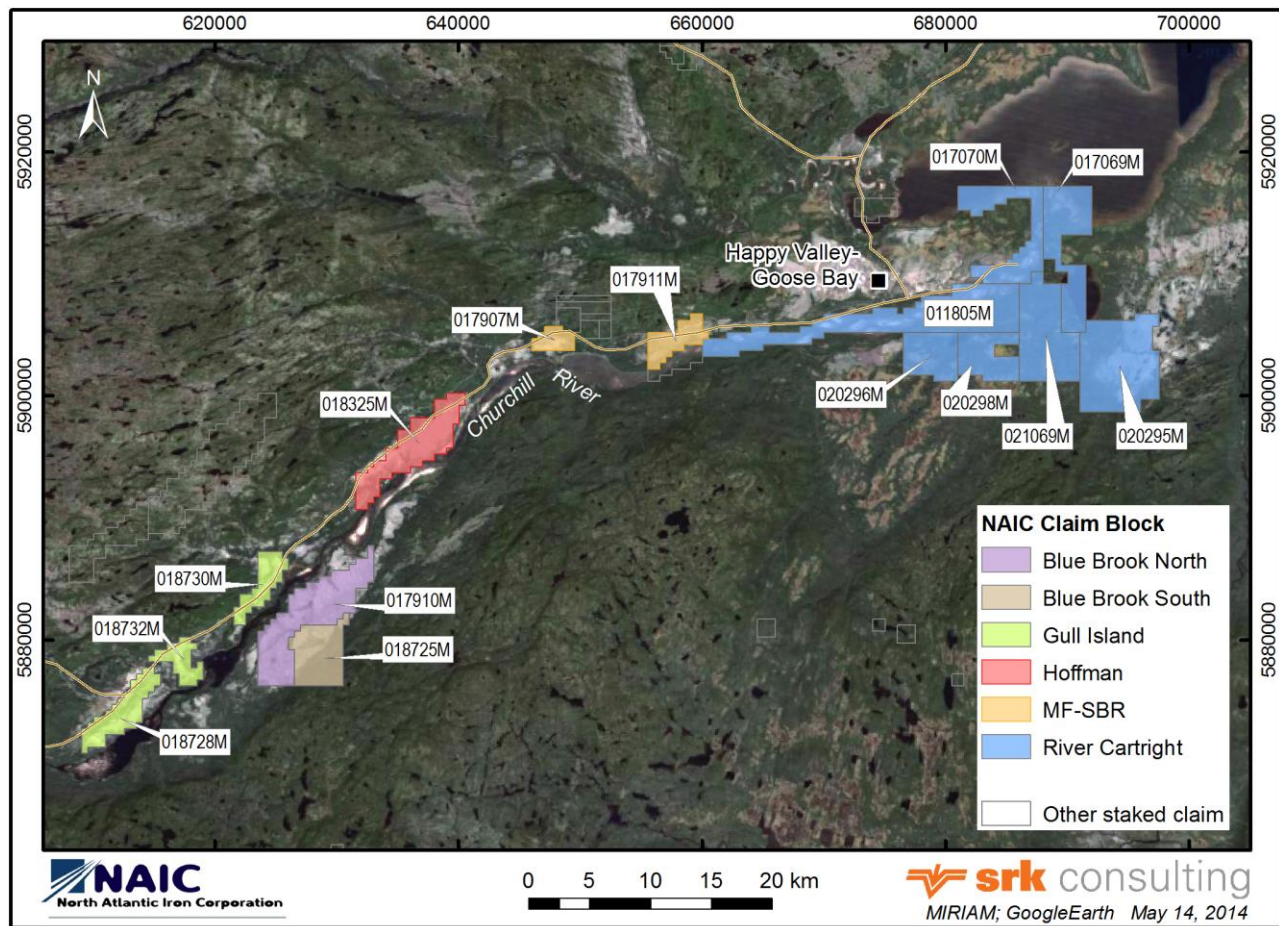 620000
640000
660000
680000
700000
N
5920000
5920000
017070M
017069M
Happy Valley-
Goose Bay
017911M
017907M
011805M
5900000
5900000
018325M
Churchill
River
020296M
020298M
021069M
020295M
NAIC Claim Block
Blue Brook North
Blue Brook South
Gull Island
Hoffman
MF-SBR
River Cartright
Other staked claim
018730M
017910M
018732M
018725M
5880000
5880000
018728M
NAIC
North Atlantic Iron Corporation
0 5 10 15 20 km
srk consulting
MIRIAM; GoogleEarth May 14, 2014